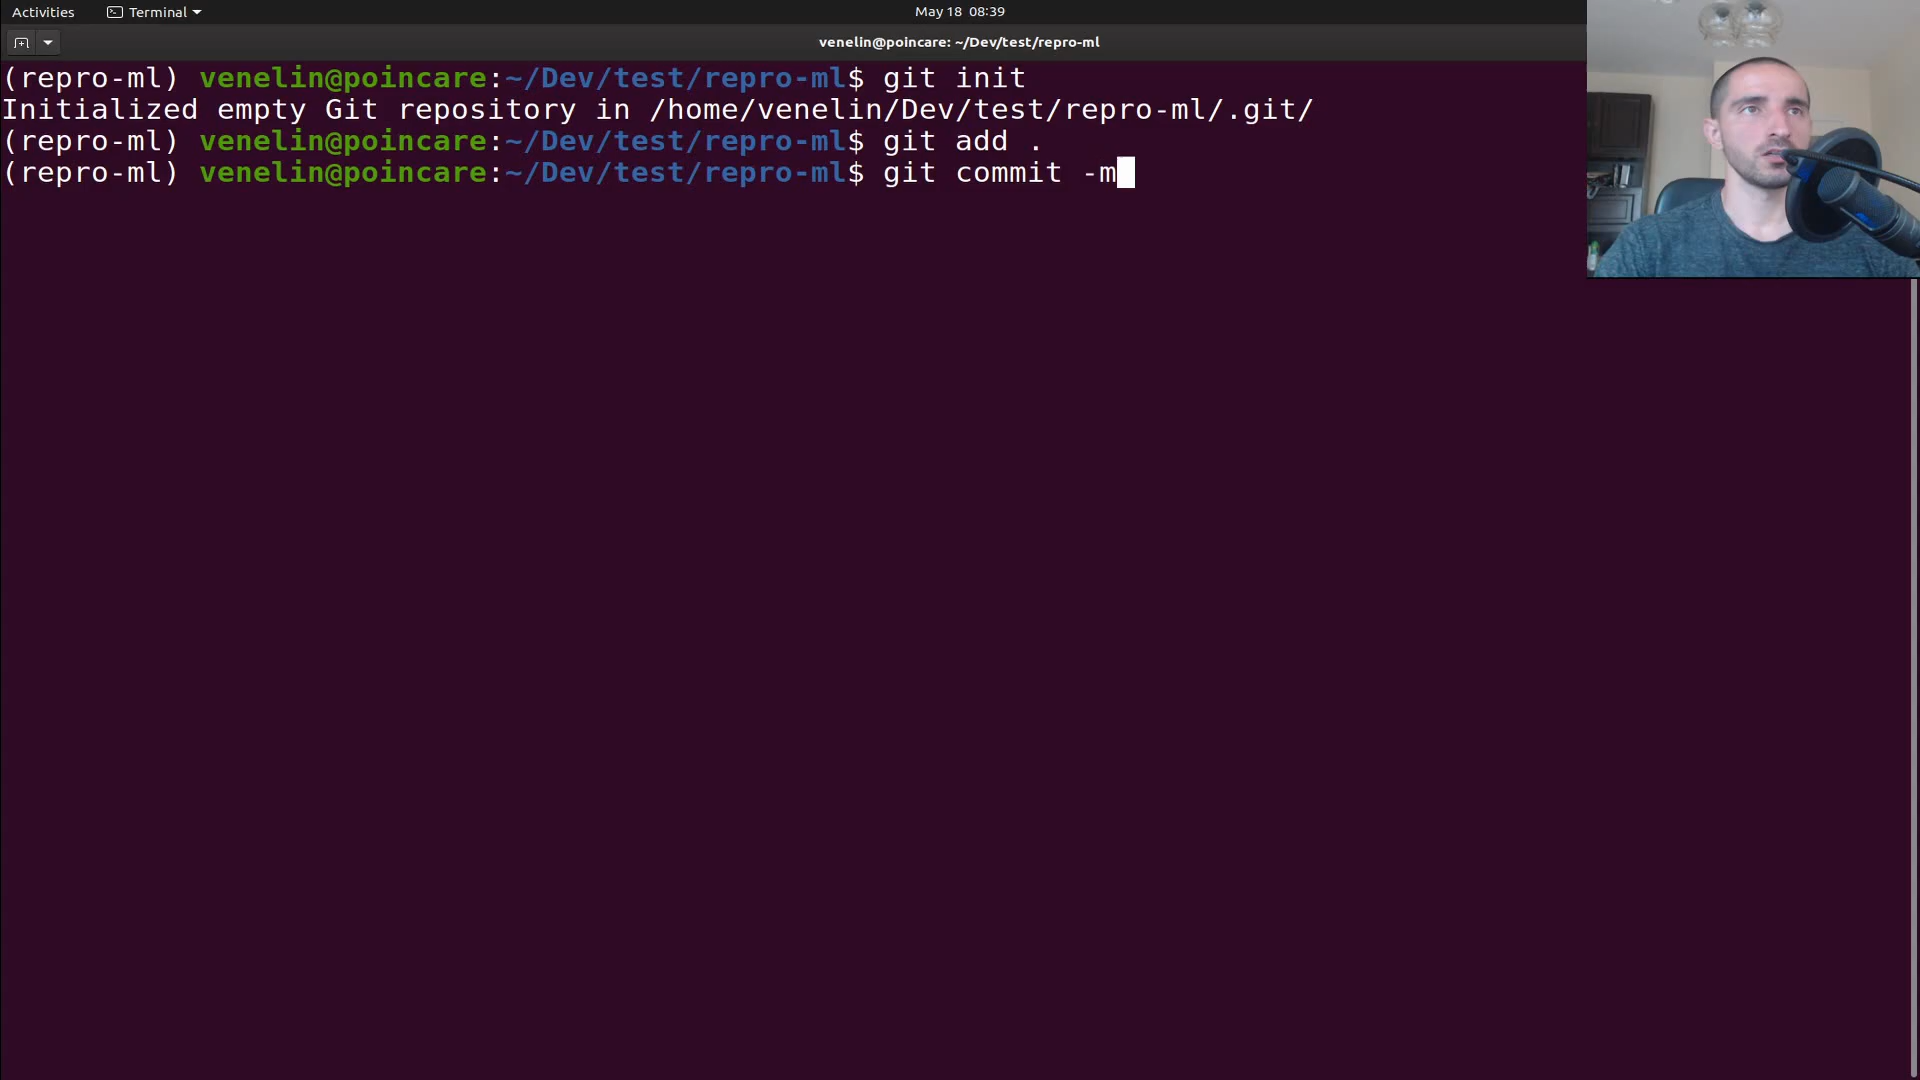 Activities
Terminal
May 18 08:39
venelin@poincare: ~/Dev/test/repro-ml
(repro-ml) venelin@poincare:~/Dev/test/repro-ml$ git init
Initialized empty Git repository in /home/venelin/Dev/test/repro-ml/.git/
(repro-ml) venelin@poincare:~/Dev/test/repro-ml$ git add .
(repro-ml) venelin@poincare:~/Dev/test/repro-ml$ git commit -m